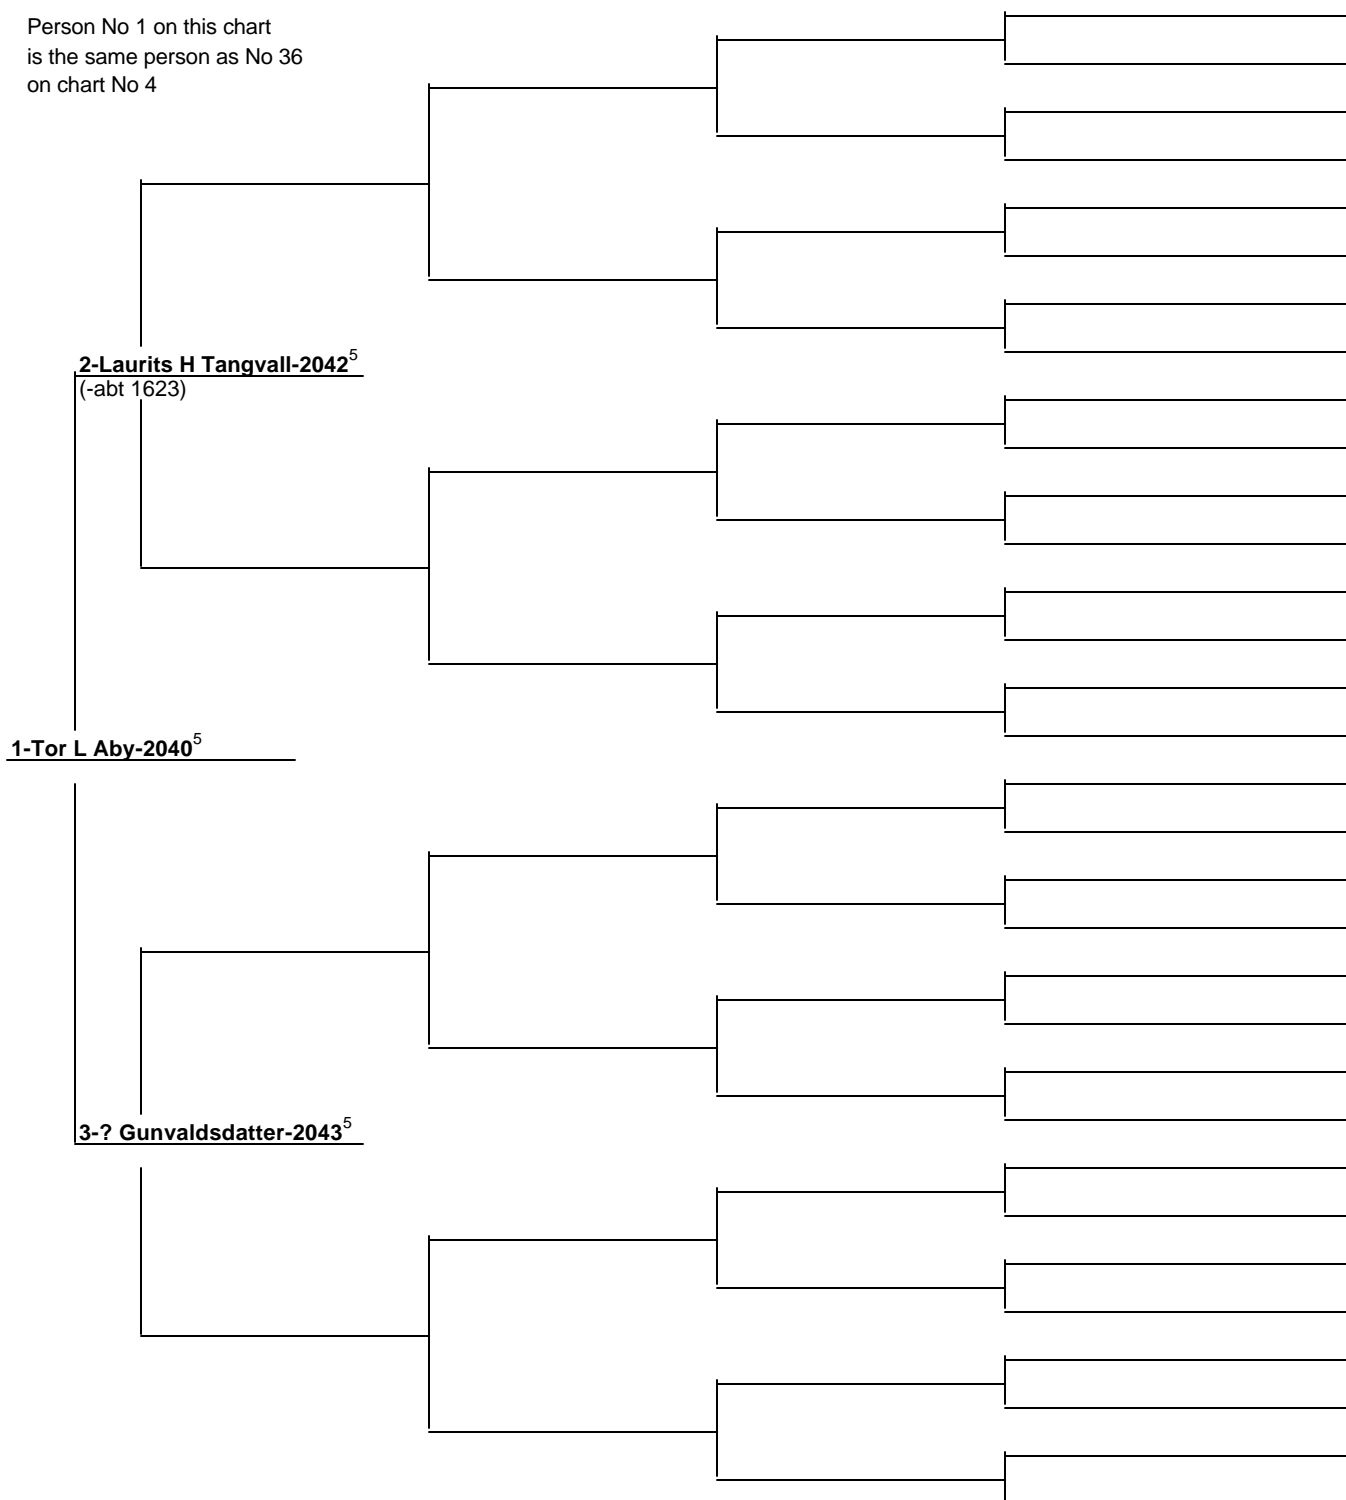 Person No 1 on this chart
is the same person as No 36
on chart No 4
2-Laurits H Tangvall-2042⁵
(-abt 1623)
1-Tor L Aby-2040⁵
3-? Gunvaldsdatter-2043⁵